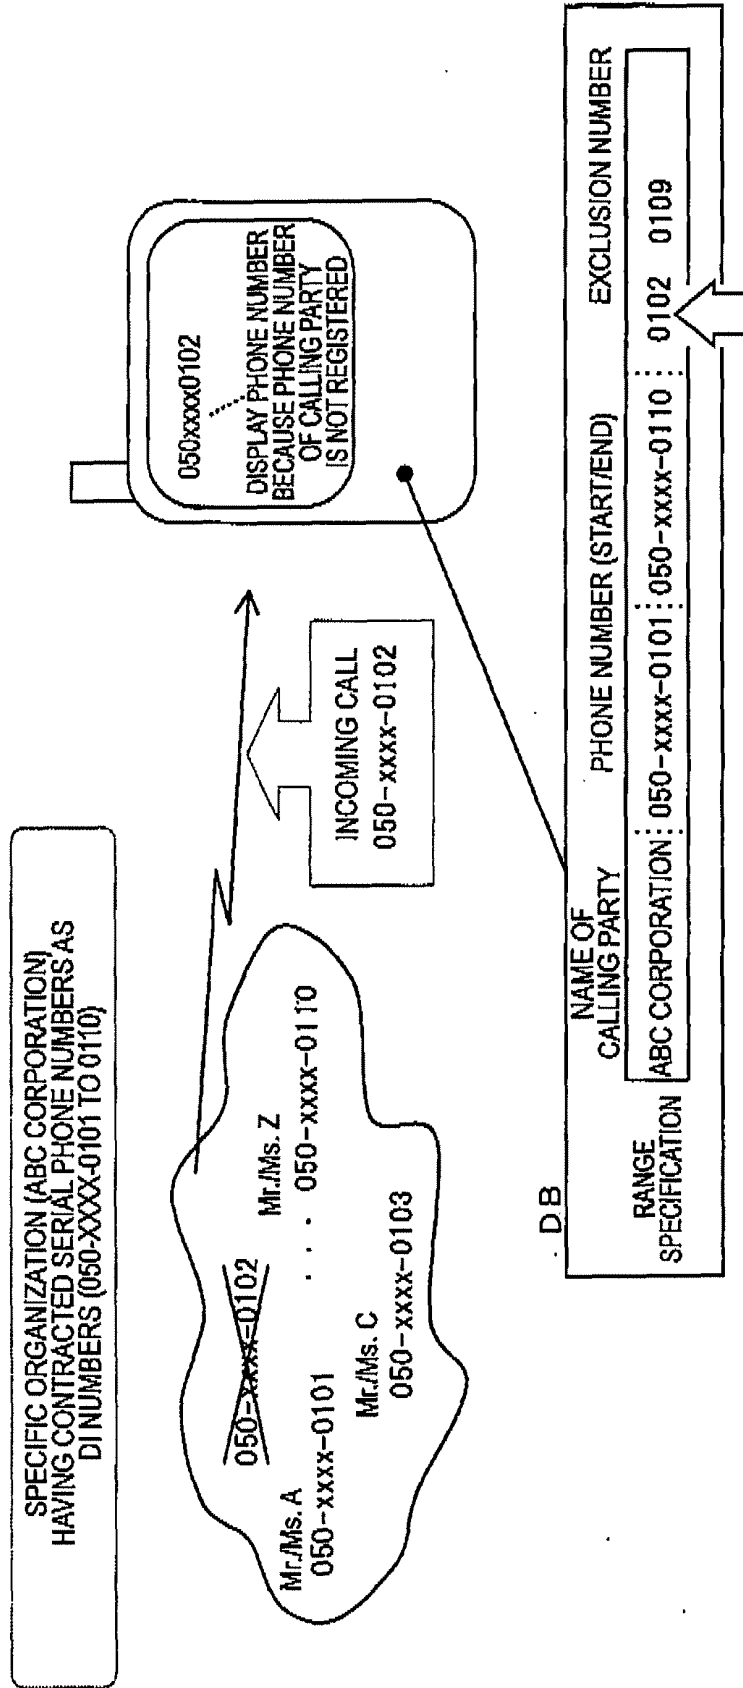 SPECIFIC ORGANIZATION (ABC CORPORATION)
HAVING CONTRACTED SERIAL PHONE NUMBERS AS
DI NUMBERS (050-XXXX-0101 TO 0110)
050-xxxx-0102
Mr./Ms. A
050-xxxx-0101
Mr./Ms. Z
· · · 050-xxxx-0110
Mr./Ms. C
050-xxxx-0103
INCOMING CALL
050-xxxx-0102
050xxxx0102
DISPLAY PHONE NUMBER
BECAUSE PHONE NUMBER
OF CALLING PARTY
IS NOT REGISTERED
DB
NAME OF
CALLING PARTY
PHONE NUMBER (START/END)
EXCLUSION NUMBER
RANGE
SPECIFICATION
ABC CORPORATION 050-xxxx-0101 050-xxxx-0110 0102 0109